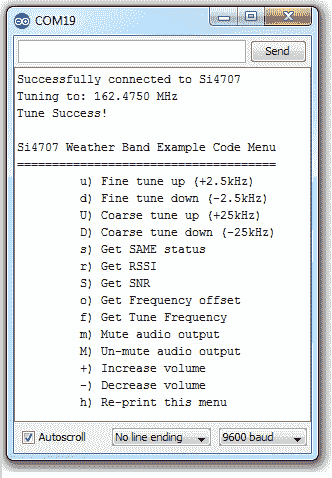 COM19
Send
Successfully connected to Si4707
Tuning to: 162.4750 MHz
Tune Success!
Si4707 Weather Band Example Code Menu
=====================================
u) Fine tune up (+2.5kHz)
d) Fine tune down (-2.5kHz)
U) Coarse tune up (+25kHz)
D) Coarse tune down (-25kHz)
s) Get SAME status
r) Get RSSI
S) Get SNR
o) Get Frequency offset
f) Get Tune Frequency
m) Mute audio output
M) Un-mute audio output
+) Increase volume
-) Decrease volume
h) Re-print this menu
Autoscroll No line ending 9600 baud